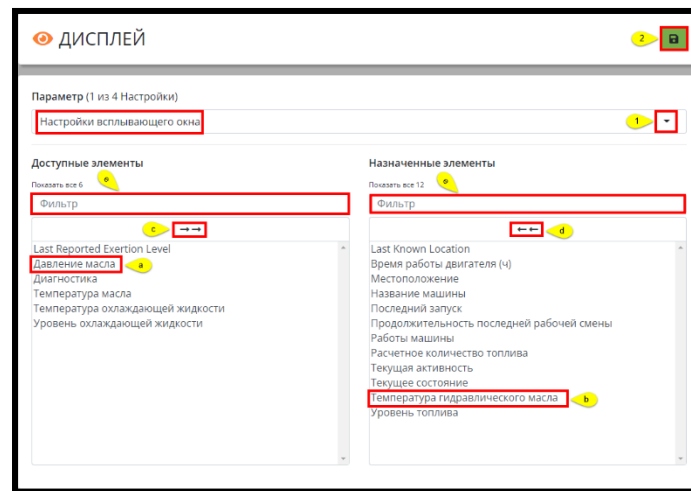 ДИСПЛЕЙ
2
Параметр (1 из 4 Настройки)
Настройки всплывающего окна
1
Доступные элементы
Назначенные элементы
Показать все 6
e
Показать все 12
e
Фильтр
Фильтр
c →→
←← d
Last Reported Exertion Level
Давление масла
a
Диагностика
Температура масла
Температура охлаждающей жидкости
Уровень охлаждающей жидкости
Last Known Location
Время работы двигателя (ч)
Местоположение
Название машины
Последний запуск
Продолжительность последней рабочей смены
Работы машины
Расчетное количество топлива
Текущая активность
Текущее состояние
Температура гидравлического масла
b
Уровень топлива